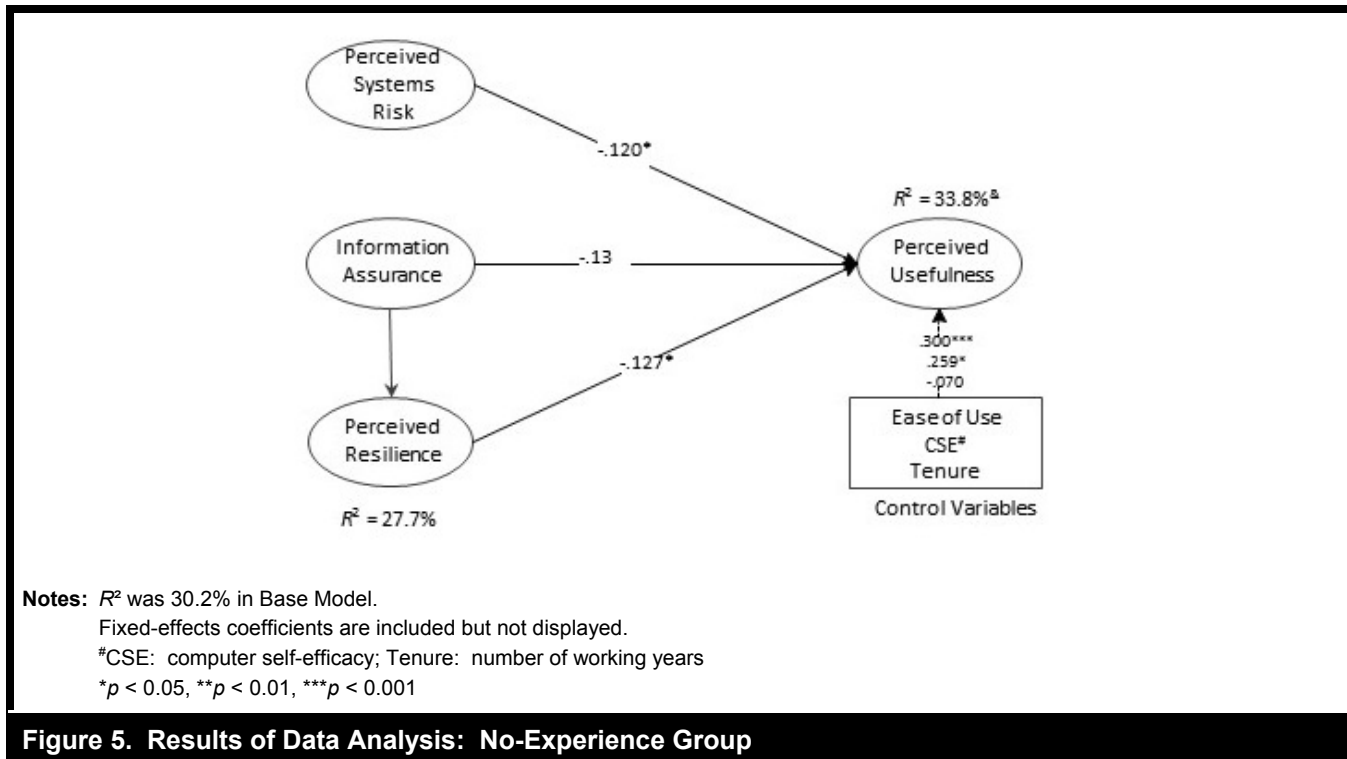 Perceived
Systems
Risk
-.120*
R² = 33.8%&
Information
Assurance
-.13
Perceived
Usefulness
-.127*
.300***
.259*
-.070
Perceived
Resilience
Ease of Use
CSE#
Tenure
R² = 27.7%
Control Variables
Notes: R² was 30.2% in Base Model.
Fixed-effects coefficients are included but not displayed.
#CSE: computer self-efficacy; Tenure: number of working years
*p < 0.05, **p < 0.01, ***p < 0.001
Figure 5. Results of Data Analysis: No-Experience Group